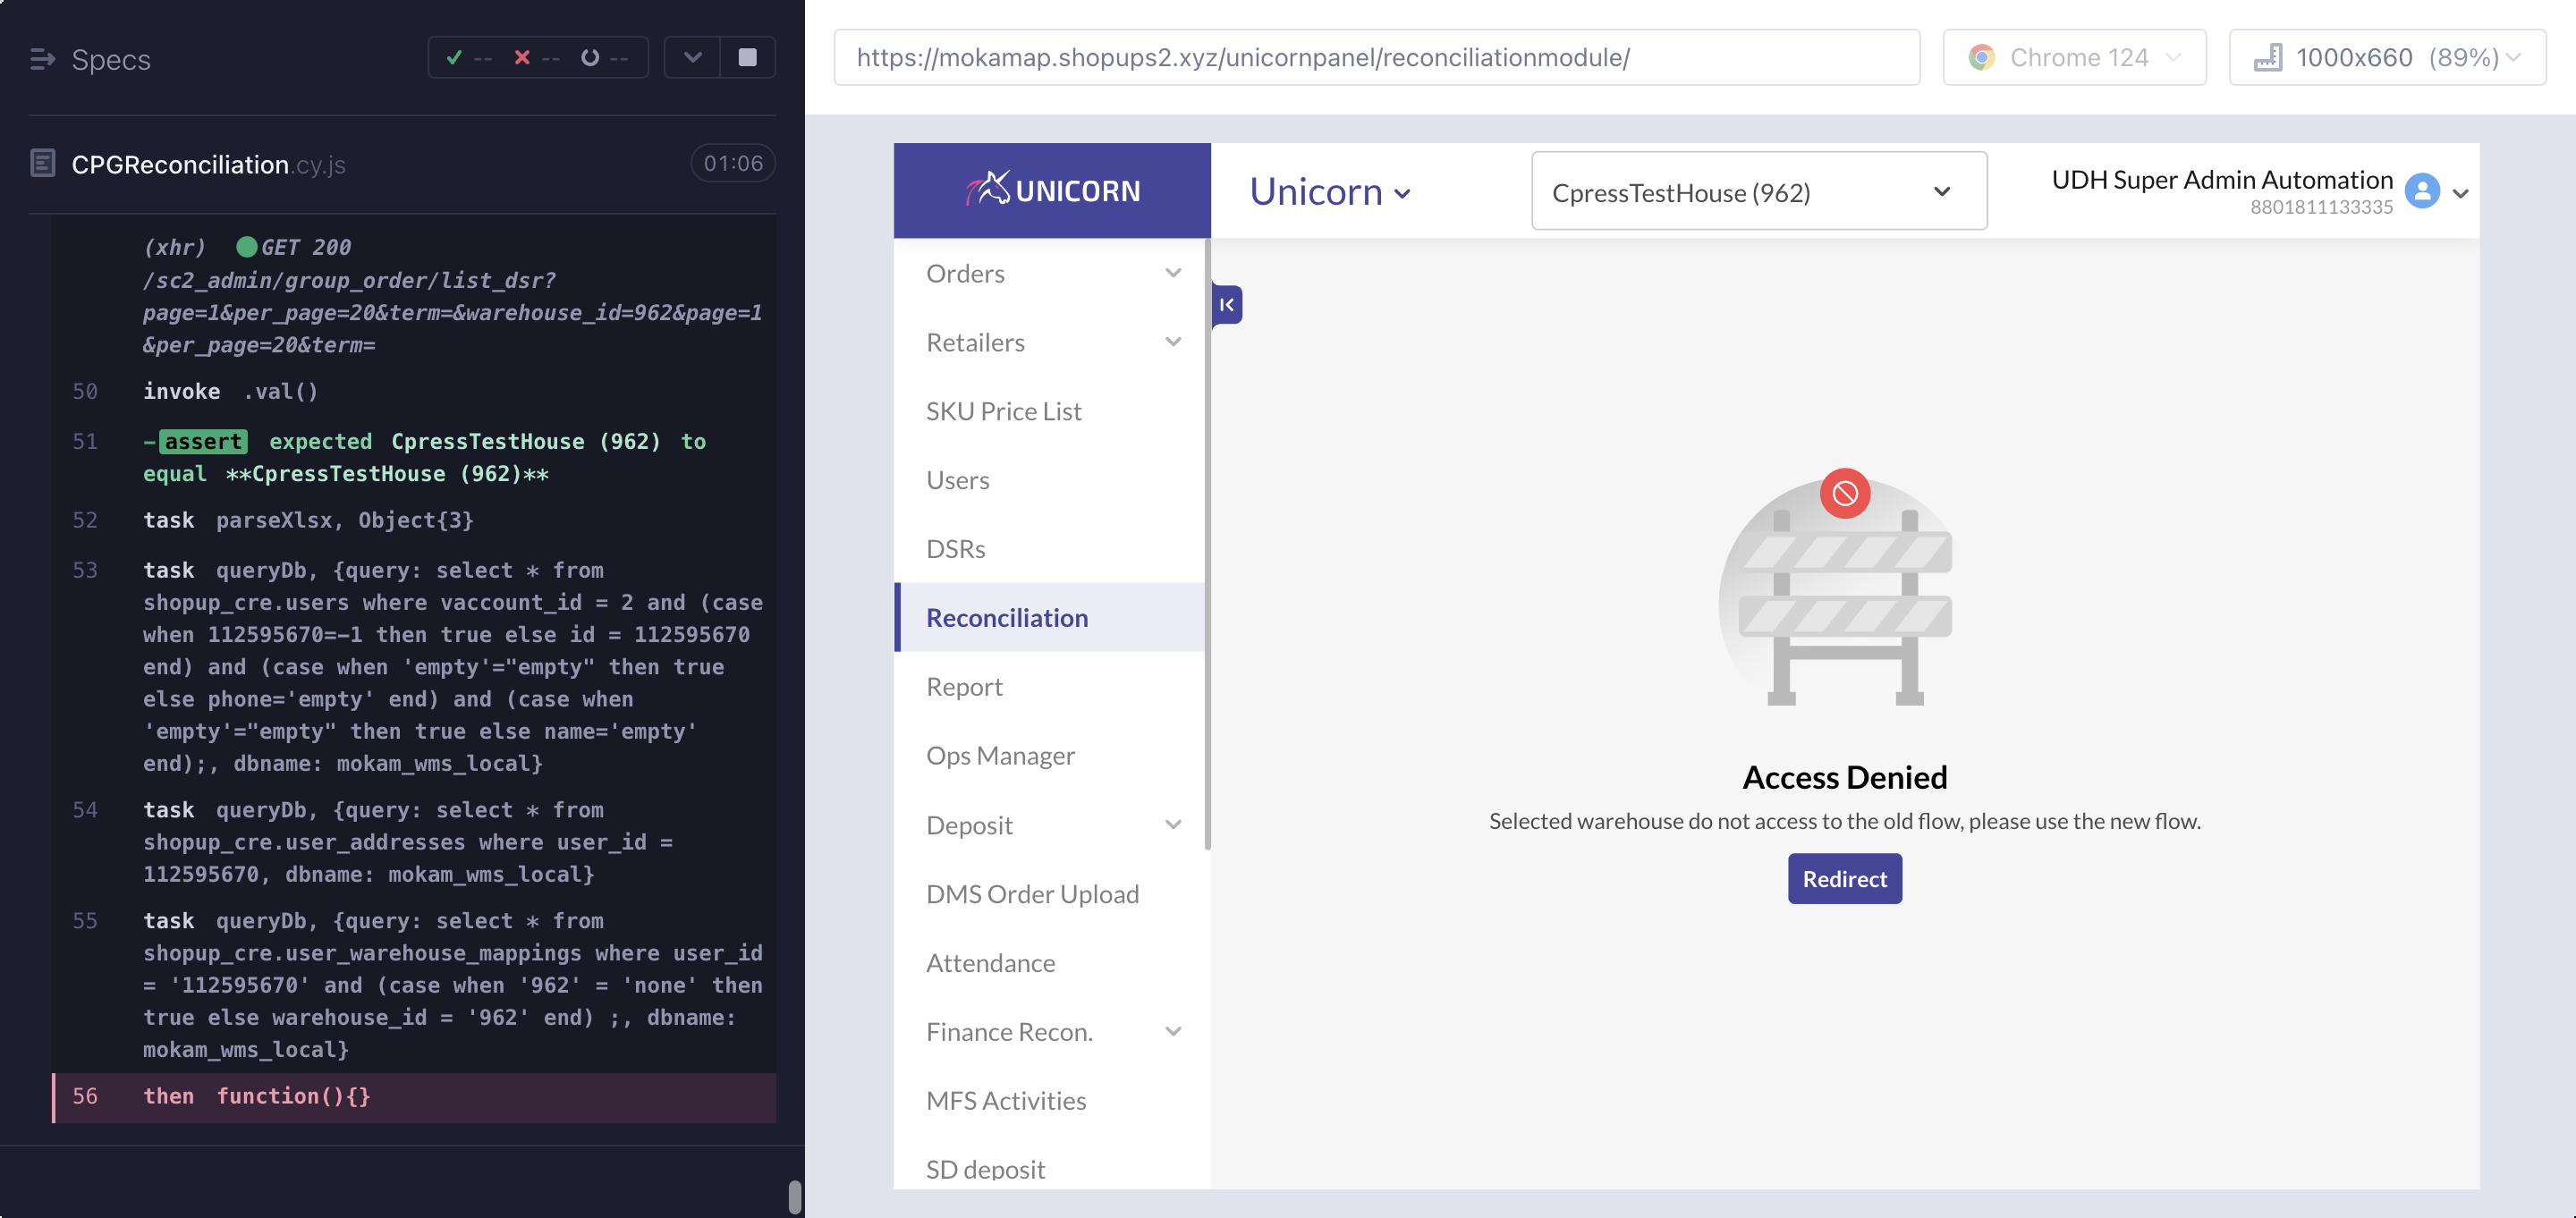 Specs
-- -- --
CPGReconciliation.cy.js
01:06
(xhr) GET 200
/sc2_admin/group_order/list_dsr?
page=1&per_page=20&term=&warehouse_id=962&page=1
&per_page=20&term=
50 invoke .val()
51 -assert expected CpressTestHouse (962) to
equal **CpressTestHouse (962)**
52 task parseXlsx, Object{3}
53 task queryDb, {query: select * from
shopup_cre.users where vaccount_id = 2 and (case
when 112595670=-1 then true else id = 112595670
end) and (case when 'empty'="empty" then true
else phone='empty' end) and (case when
'empty'="empty" then true else name='empty'
end);, dbname: mokam_wms_local}
54 task queryDb, {query: select * from
shopup_cre.user_addresses where user_id =
112595670, dbname: mokam_wms_local}
55 task queryDb, {query: select * from
shopup_cre.user_warehouse_mappings where user_id
= '112595670' and (case when '962' = 'none' then
true else warehouse_id = '962' end) ;, dbname:
mokam_wms_local}
56 then function(){}
https://mokamap.shopups2.xyz/unicornpanel/reconciliationmodule/
Chrome 124
1000x660 (89%)
UNICORN
Unicorn
CpressTestHouse (962)
UDH Super Admin Automation
8801811133335
Orders
Retailers
SKU Price List
Users
DSRs
Reconciliation
Report
Ops Manager
Deposit
DMS Order Upload
Attendance
Finance Recon.
MFS Activities
SD deposit
Access Denied
Selected warehouse do not access to the old flow, please use the new flow.
Redirect